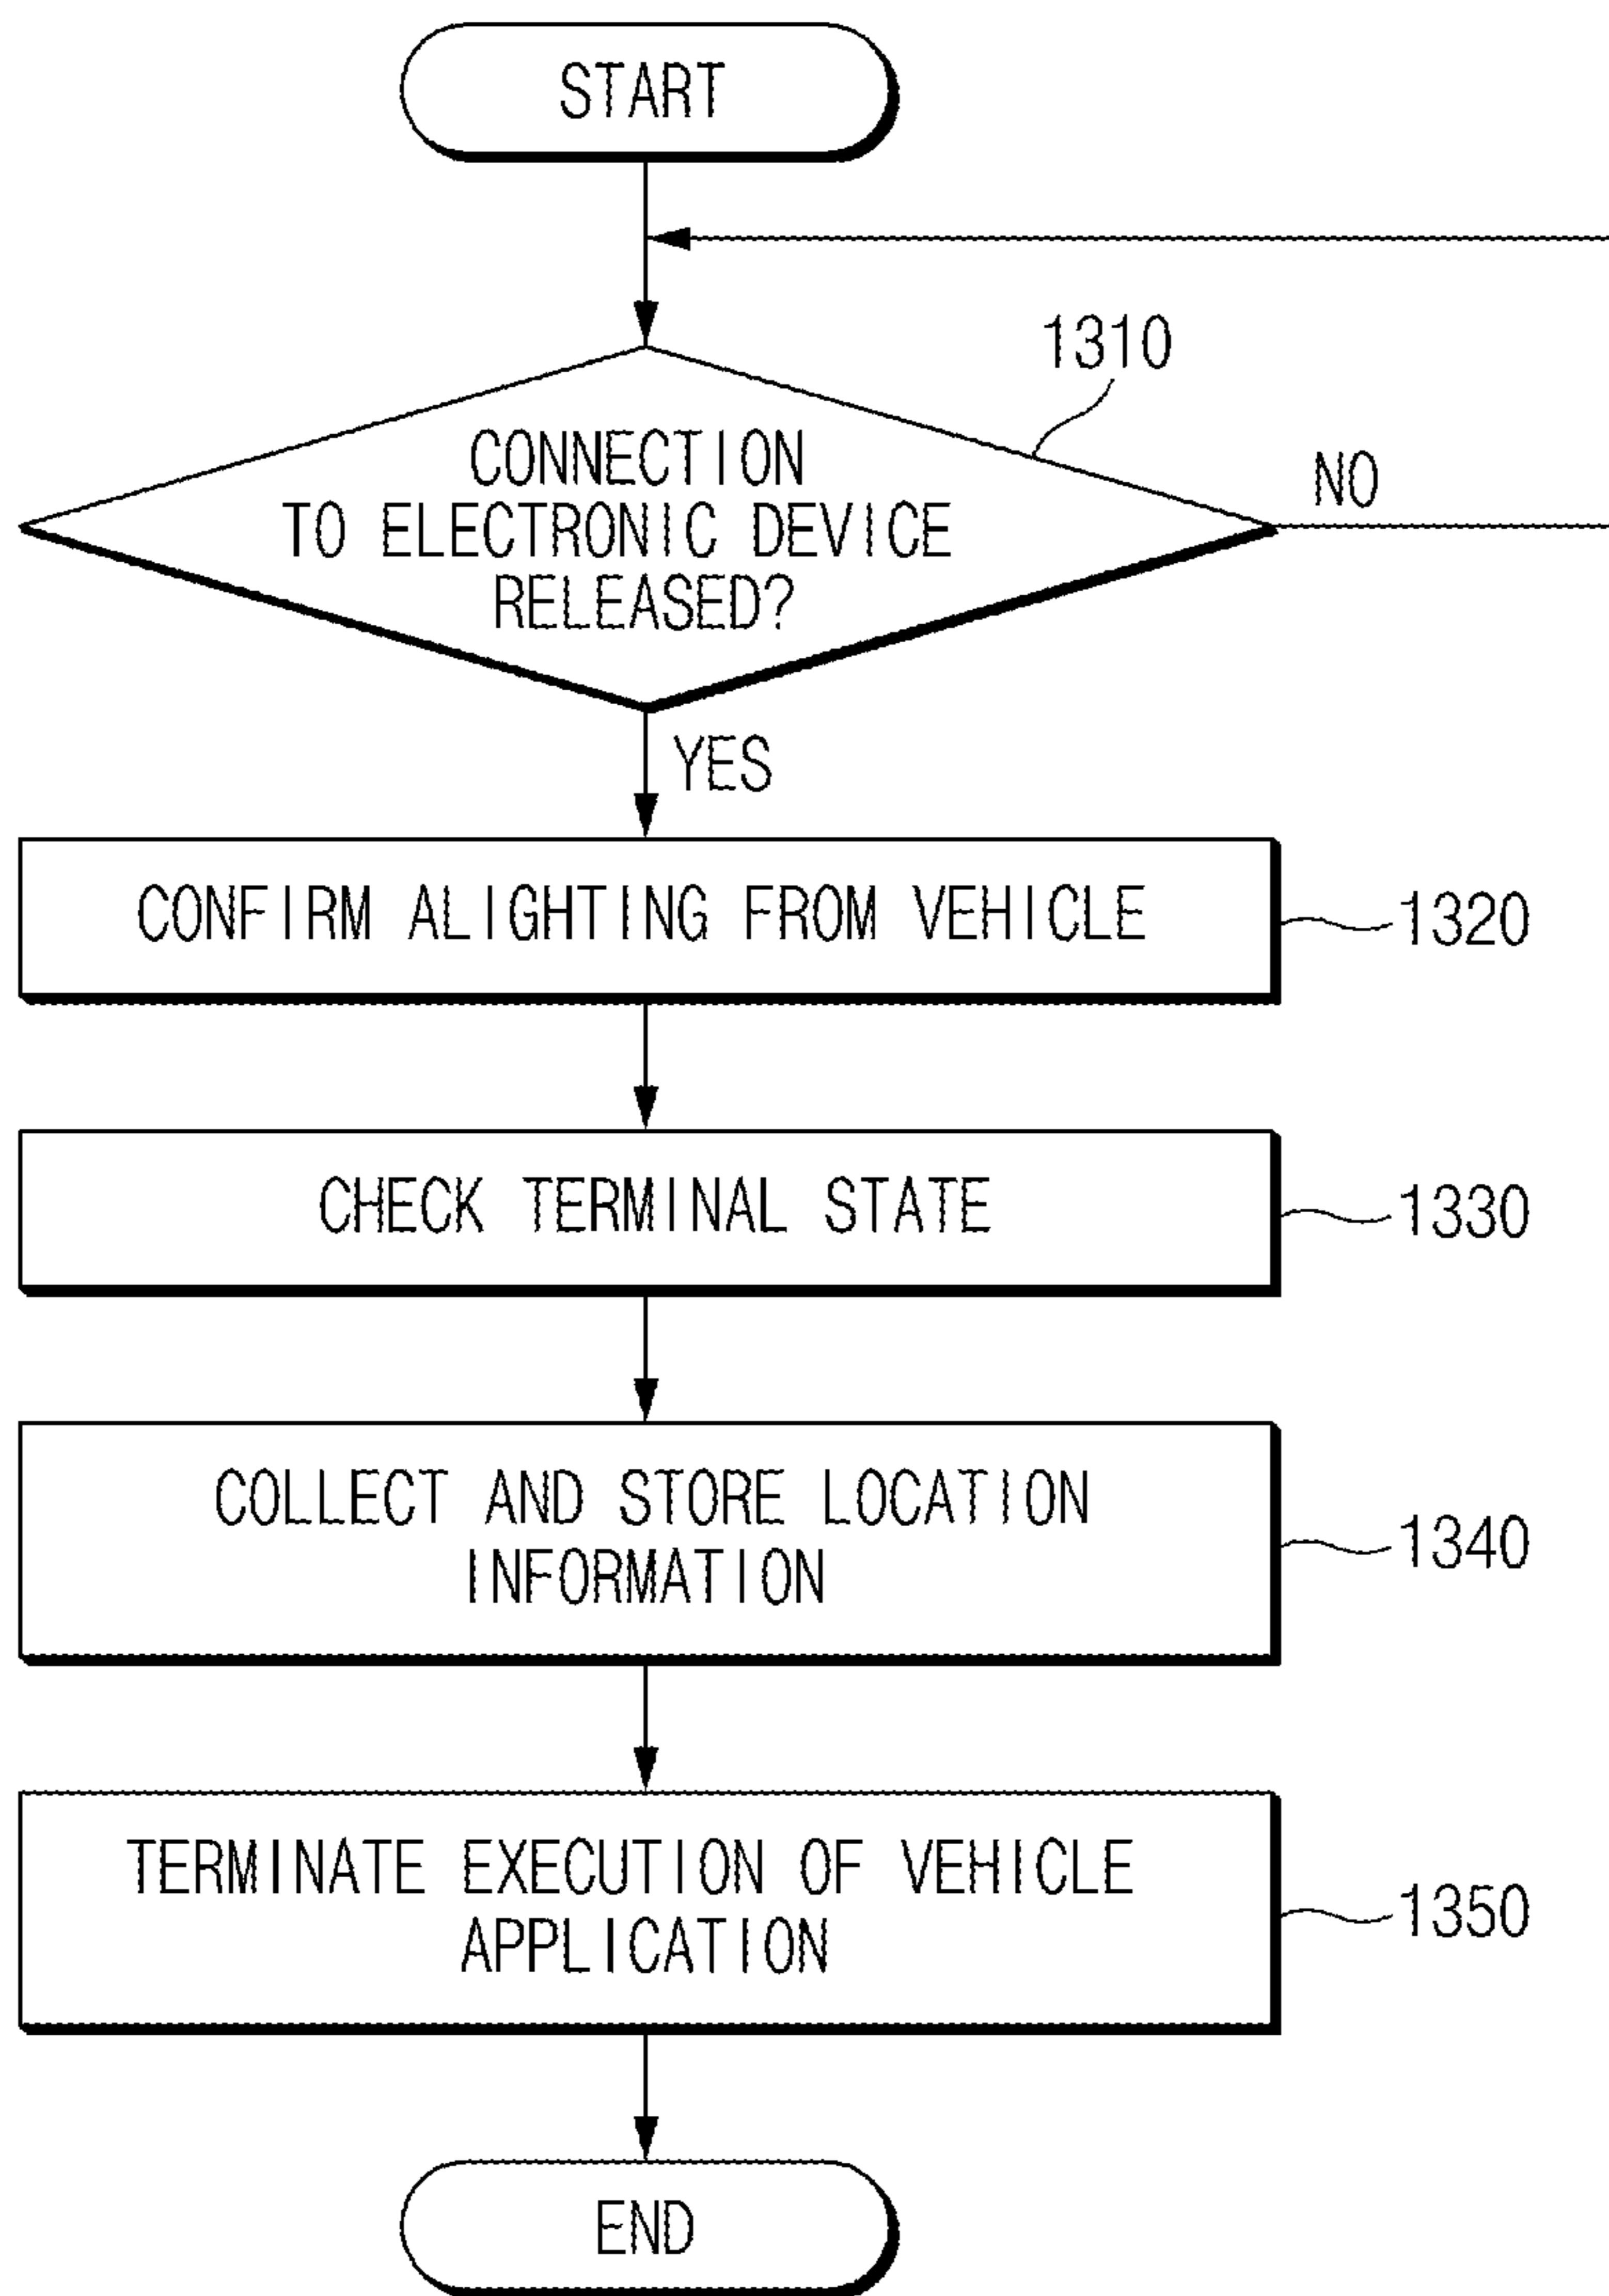 START
1310
CONNECTION
TO ELECTRONIC DEVICE
RELEASED?
NO
YES
CONFIRM ALIGHTING FROM VEHICLE
1320
CHECK TERMINAL STATE
1330
COLLECT AND STORE LOCATION
INFORMATION
1340
TERMINATE EXECUTION OF VEHICLE
APPLICATION
1350
END